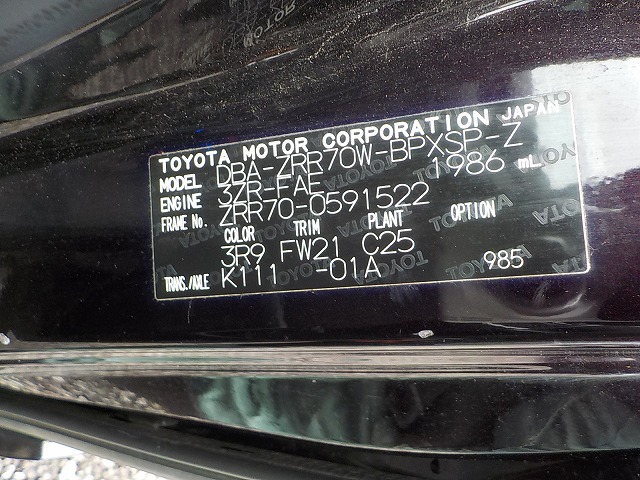 TOYOTA MOTOR CORPORATION JAPAN
MODEL DBA-ZRR70W-BPXSP-Z
ENGINE 3ZR-FAE 1986 mL
FRAME No. ZRR70-0591522
COLOR TRIM PLANT OPTION
3R9 FW21 C25
TRANS./AXLE K111 -01A 985